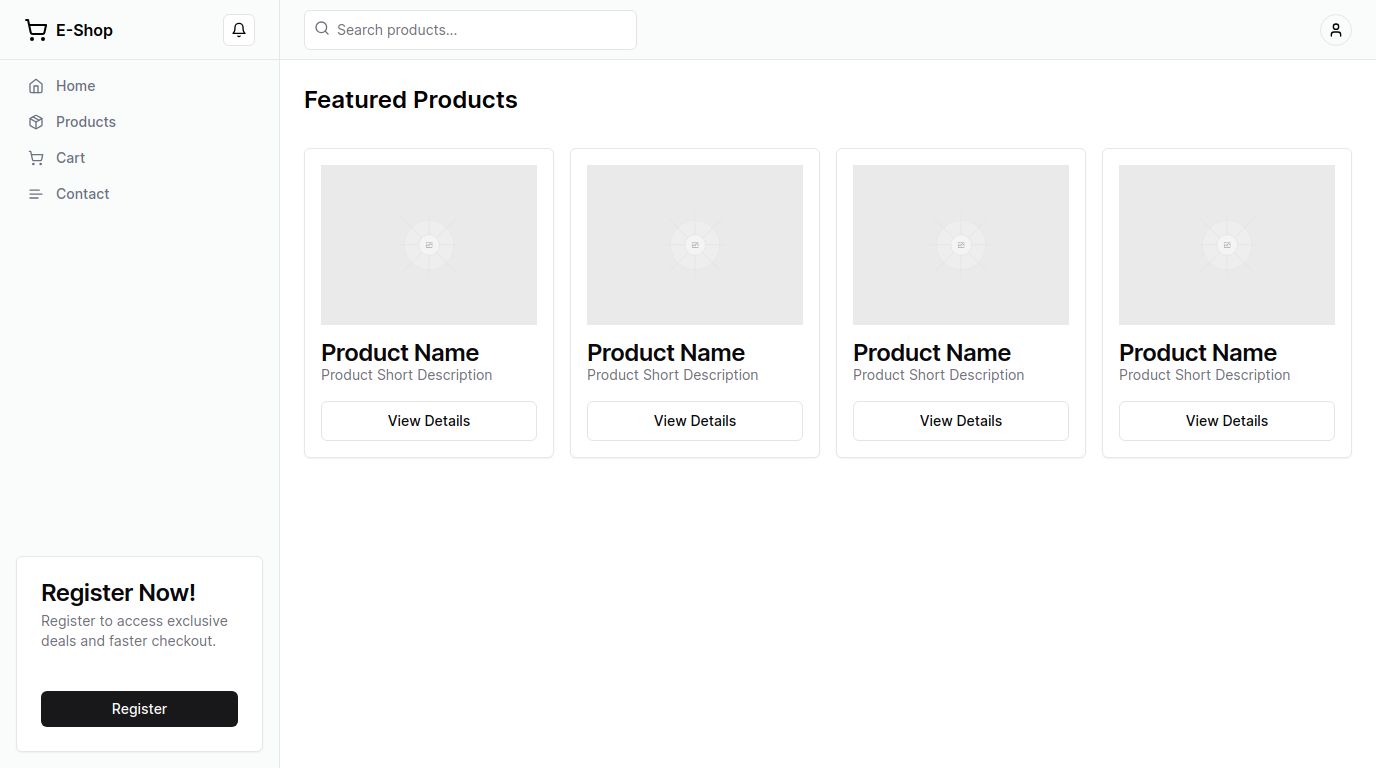 E-Shop
Search products...
Home
Products
Cart
Contact
Featured Products
Product Name
Product Short Description
View Details
Product Name
Product Short Description
View Details
Product Name
Product Short Description
View Details
Product Name
Product Short Description
View Details
Register Now!
Register to access exclusive
deals and faster checkout.
Register